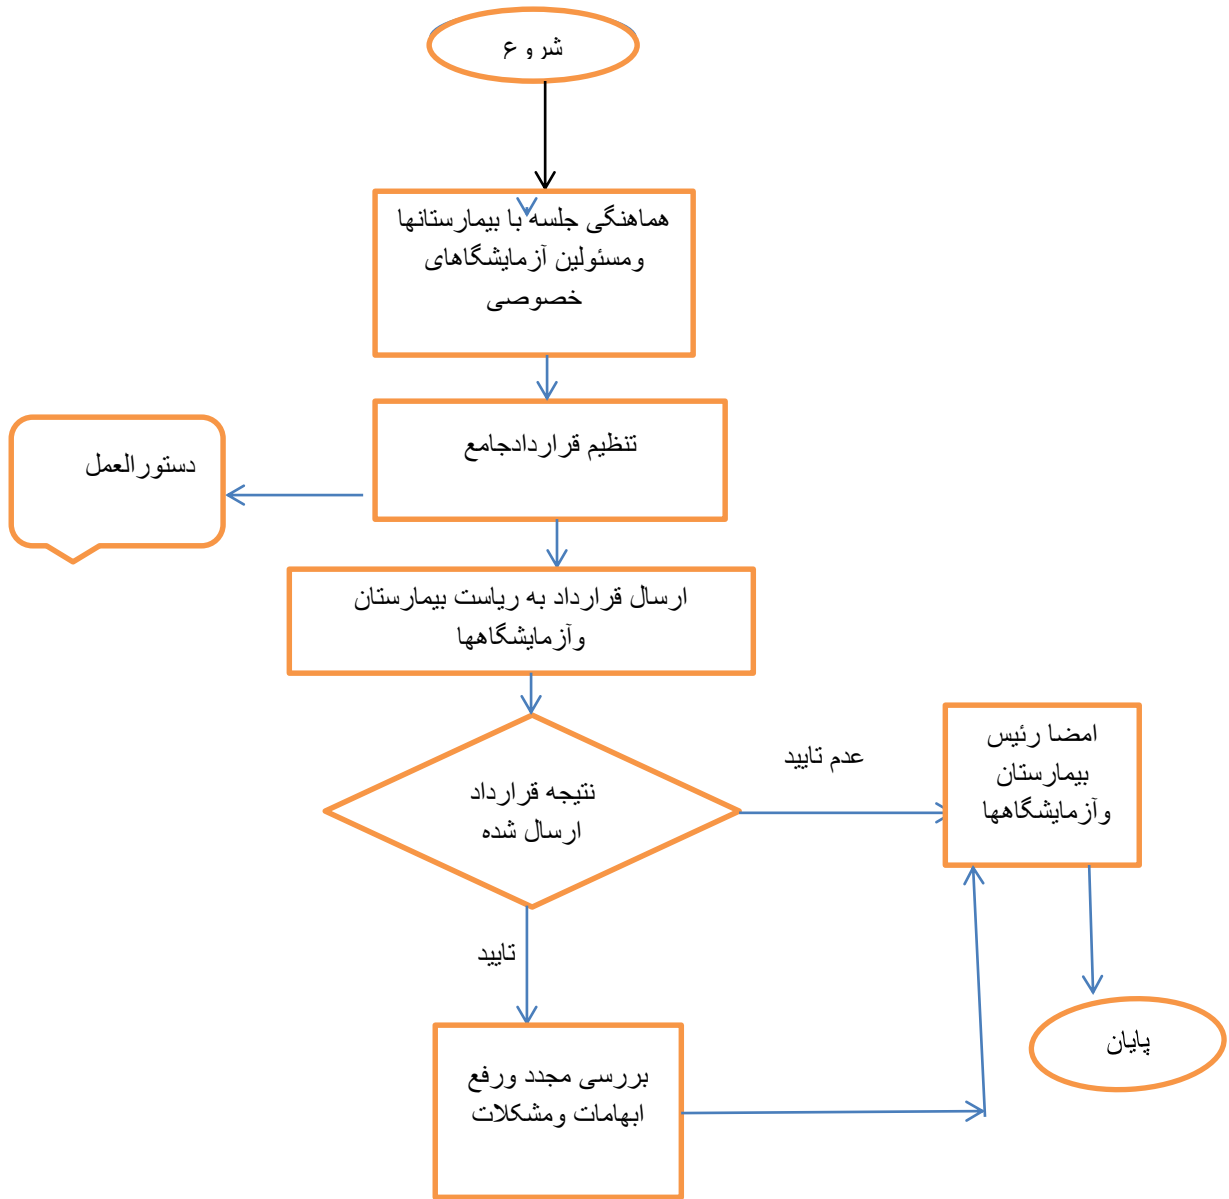 شروع
هماهنگی جلسه با بیمارستانها
ومسئولین آزمایشگاهای
خصوصی
تنظیم قراردادجامع
دستورالعمل
ارسال قرارداد به ریاست بیمارستان
وآزمایشگاهها
نتیجه قرارداد
ارسال شده
عدم تایید
امضا رئیس
بیمارستان
وآزمایشگاهها
تایید
بررسی مجدد ورفع
ابهامات ومشکلات
پایان